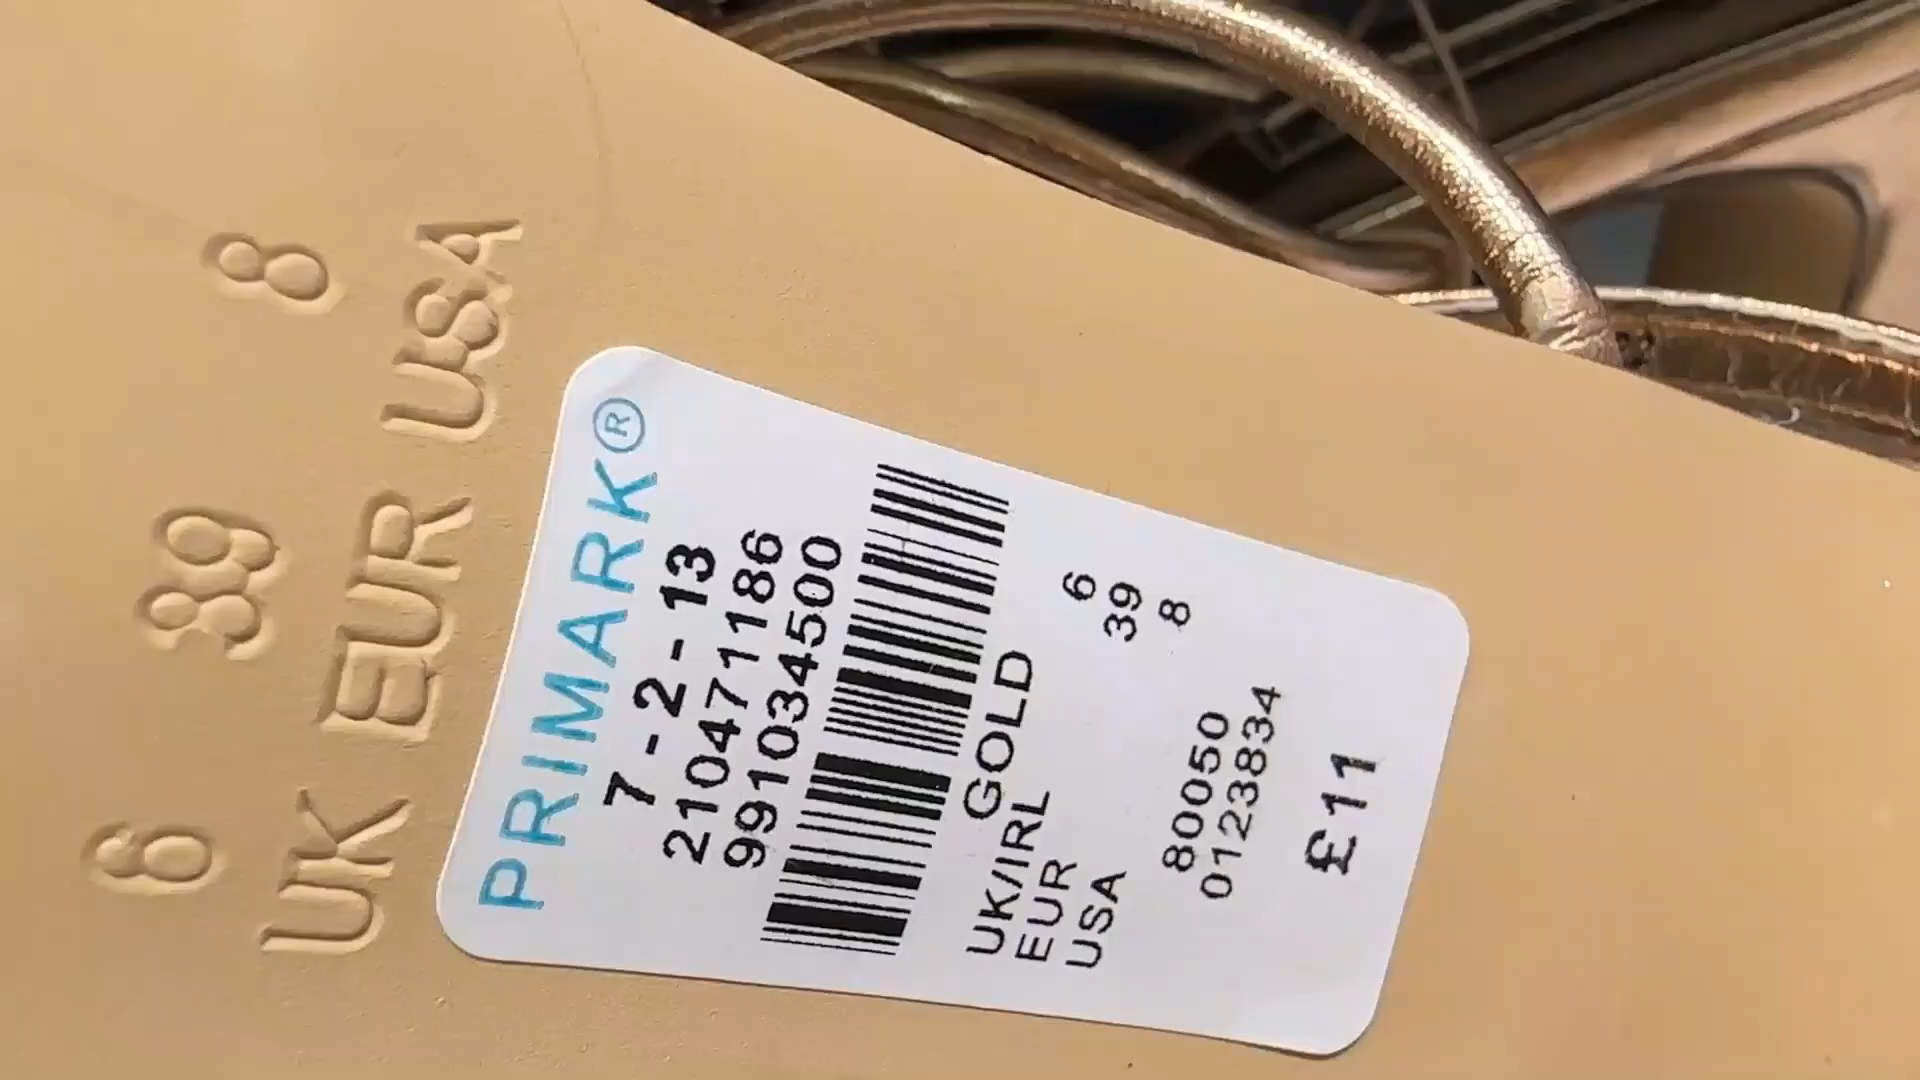 6 39 8
UK EUR USA
PRIMARK®
7-2-13
210471186
991034500
GOLD
UK/IRL 6
EUR 39
USA 8
80050
0123834
£11